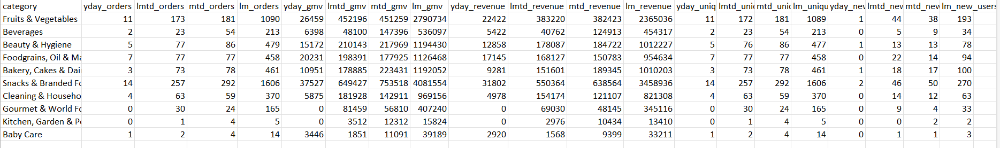 category yday_orders lmtd_orders mtd_orders lm_orders yday_gmv lmtd_gmv mtd_gmv lm_gmv yday_revenue lmtd_revenue mtd_revenue lm_revenue yday_uniq lmtd_unic mtd_unic lm_uniqu yday_new lmtd_new mtd_new lm_new_users
Fruits & Vegetables 11 173 181 1090 26459 452196 451259 2790734 22422 383220 382423 2365036 11 172 181 1089 1 44 38 193
Beverages 2 23 54 213 6398 48100 147396 536097 5422 40762 124913 454317 2 23 54 213 0 5 9 34
Beauty & Hygiene 5 77 86 479 15172 210143 217969 1194430 12858 178087 184722 1012227 5 76 86 477 1 13 13 78
Foodgrains, Oil & Ma 7 77 77 458 20231 198391 177925 1126468 17145 168127 150783 954634 7 77 77 458 0 22 14 94
Bakery, Cakes & Dai 3 73 78 461 10951 178885 223431 1192052 9281 151601 189345 1010203 3 73 78 461 1 18 17 100
Snacks & Branded Fo 14 257 292 1606 37527 649427 753518 4081554 31802 550364 638564 3458936 14 257 292 1606 2 46 50 270
Cleaning & Househo 4 63 59 370 5875 181928 142911 969156 4978 154174 121107 821308 4 63 59 370 0 14 12 63
Gourmet & World Fo 0 30 24 165 0 81459 56810 407240 0 69030 48145 345116 0 30 24 165 0 9 4 33
Kitchen, Garden & Pe 0 1 4 5 0 3512 12312 15824 0 2976 10434 13410 0 1 4 5 0 0 2 2
Baby Care 1 2 4 14 3446 1851 11091 39189 2920 1568 9399 33211 1 2 4 14 0 1 1 3